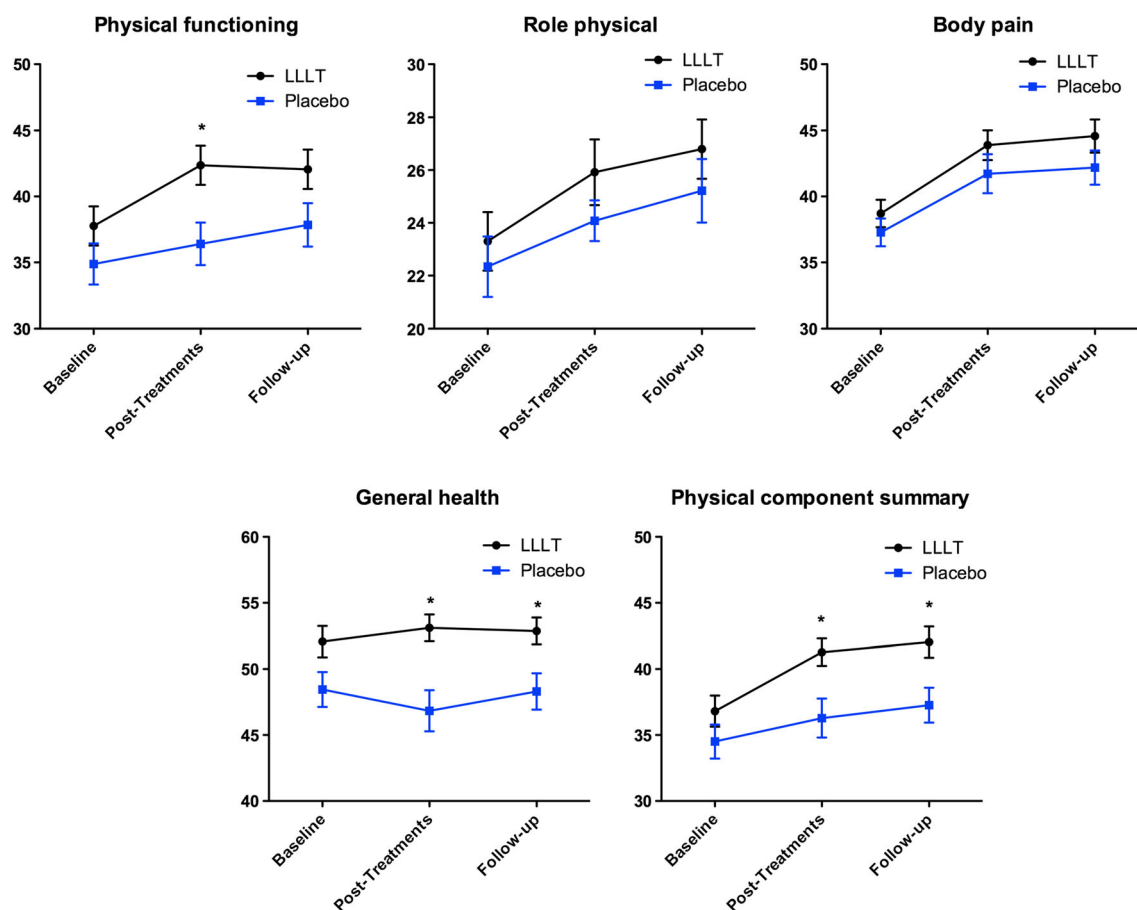 Physical functioning
50
45
40
35
30
LLLT
Placebo
*
Baseline
Post-Treatments
Follow-up
Role physical
30
28
26
24
22
20
LLLT
Placebo
Baseline
Post-Treatments
Follow-up
Body pain
50
45
40
35
30
LLLT
Placebo
Baseline
Post-Treatments
Follow-up
General health
60
55
50
45
40
LLLT
Placebo
* *
Baseline
Post-Treatments
Follow-up
Physical component summary
50
45
40
35
30
LLLT
Placebo
* *
Baseline
Post-Treatments
Follow-up